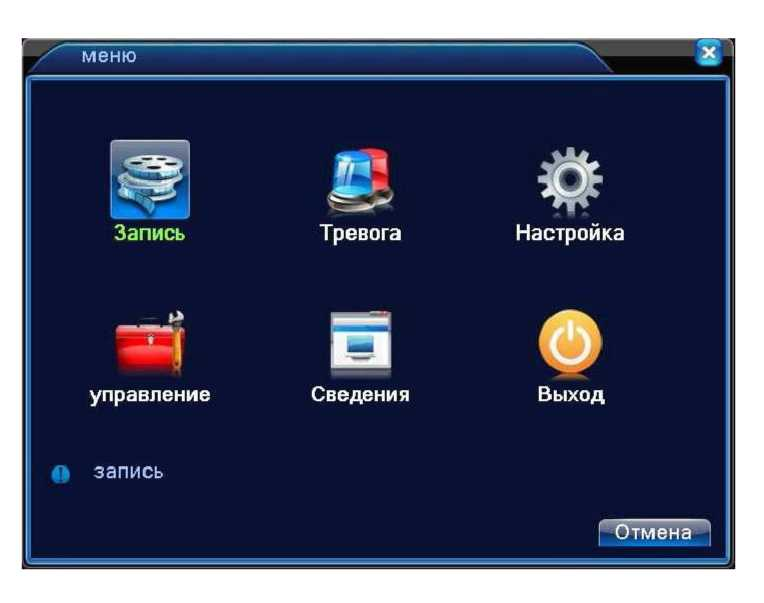 меню
Запись
Тревога
Настройка
управление
Сведения
Выход
запись
Отмена